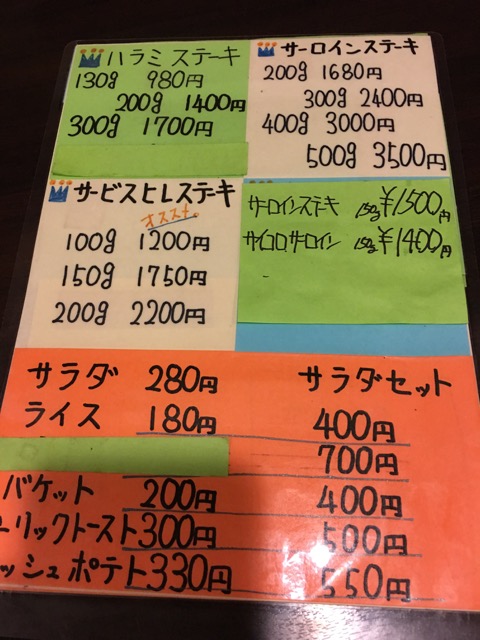 ハラミステーキ
130g 980円
200g 1400円
300g 1700円
サーロインステーキ
200g 1680円
300g 2400円
400g 3000円
500g 3500円
サービスヒレステーキ
オススメ。
100g 1200円
150g 1750円
200g 2200円
サーロインステーキ 150g ¥1500円
サイコロサーロイン 150g ¥1400円
サラダ 280円 サラダセット
ライス 180円 400円
700円
バケット 200円 400円
ーリックトースト 300円 500円
ッシュポテト 330円 550円